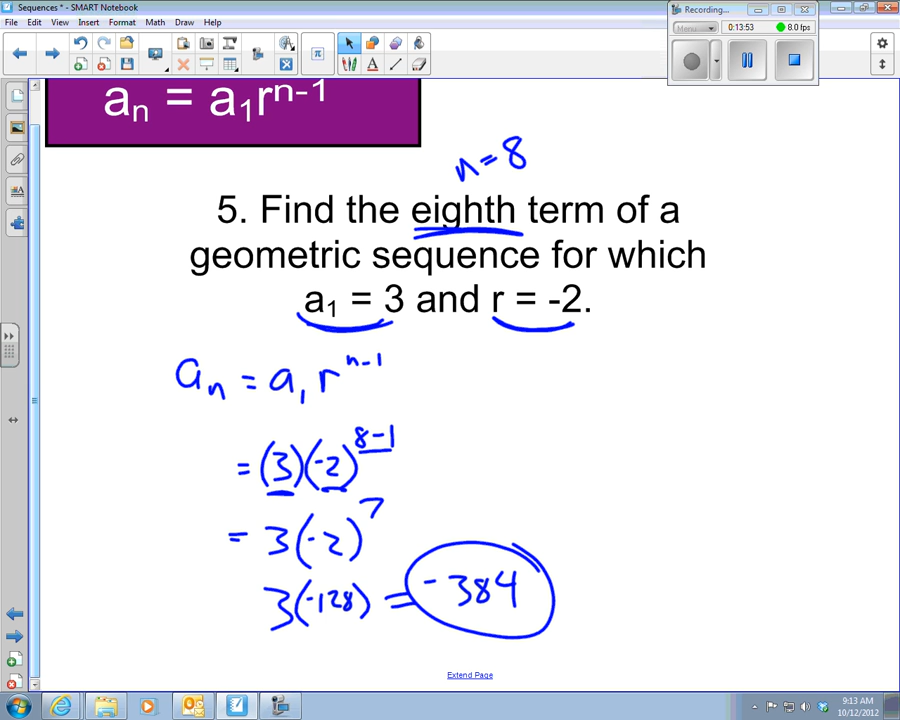 Sequences * - SMART Notebook
Recording...
File Edit View Insert Format Math Draw Help
Menu
0:13:53
8.0 fps
π
A
aₙ = a₁rⁿ⁻¹
n = 8
5. Find the eighth term of a
geometric sequence for which
a₁ = 3 and r = -2.
aₙ = a₁ rⁿ⁻¹
= (3)(-2)⁸⁻¹
= 3(-2)⁷
3(-128) = -384
Extend Page
9:13 AM
10/12/2012